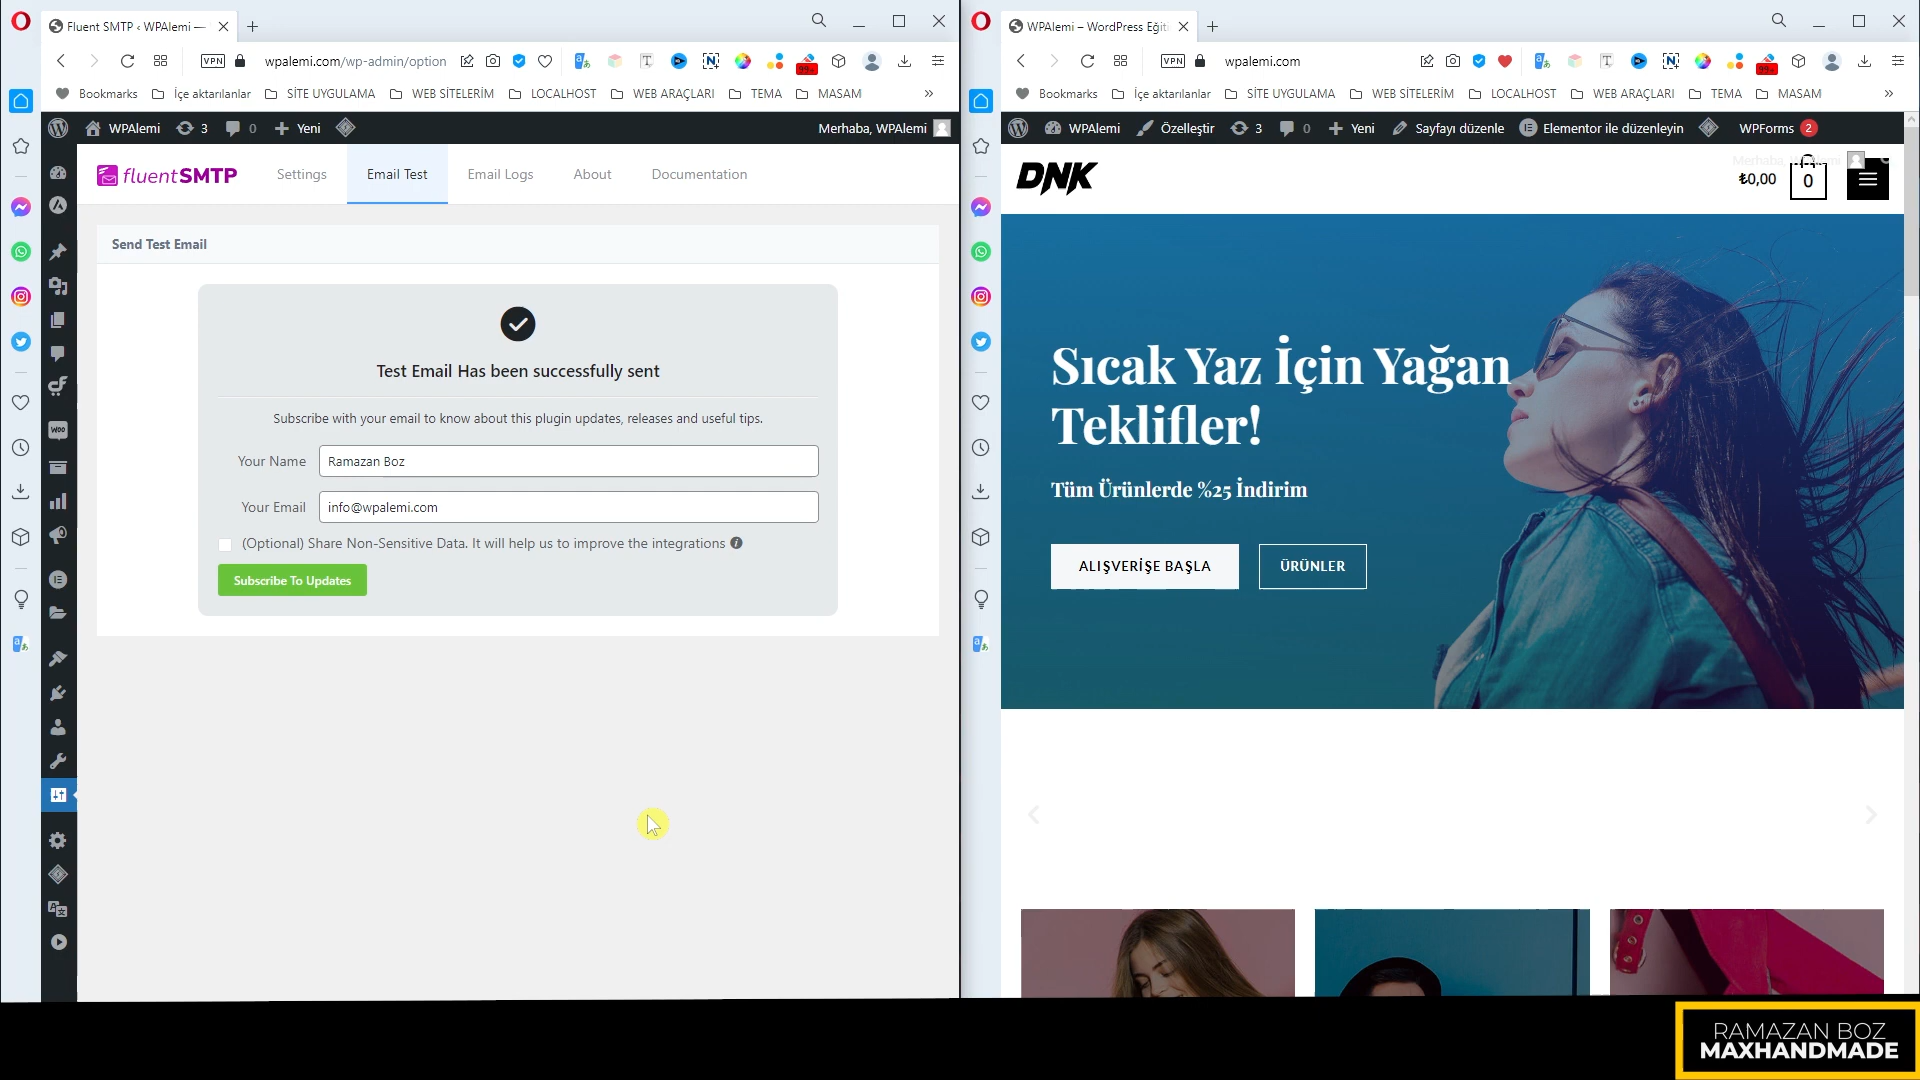 Fluent SMTP ‹ WPAlemi —
VPN
wpalemi.com/wp-admin/option
99+
Bookmarks
İçe aktarılanlar
SİTE UYGULAMA
WEB SİTELERİM
LOCALHOST
WEB ARAÇLARI
TEMA
MASAM
WPAlemi
3
0
Yeni
Merhaba, WPAlemi
fluentSMTP
Settings
Email Test
Email Logs
About
Documentation
Send Test Email
Test Email Has been successfully sent
Subscribe with your email to know about this plugin updates, releases and useful tips.
Your Name
Ramazan Boz
Your Email
info@wpalemi.com
(Optional) Share Non-Sensitive Data. It will help us to improve the integrations
Subscribe To Updates
WPAlemi – WordPress Eğiti
VPN
wpalemi.com
99+
Bookmarks
İçe aktarılanlar
SİTE UYGULAMA
WEB SİTELERİM
LOCALHOST
WEB ARAÇLARI
TEMA
MASAM
WPAlemi
Özelleştir
3
0
Yeni
Sayfayı düzenle
Elementor ile düzenleyin
WPForms 2
DNK
₺0,00
0
Sıcak Yaz İçin Yağan
Teklifler!
Tüm Ürünlerde %25 İndirim
ALIŞVERİŞE BAŞLA
ÜRÜNLER
RAMAZAN BOZ
MAXHANDMADE